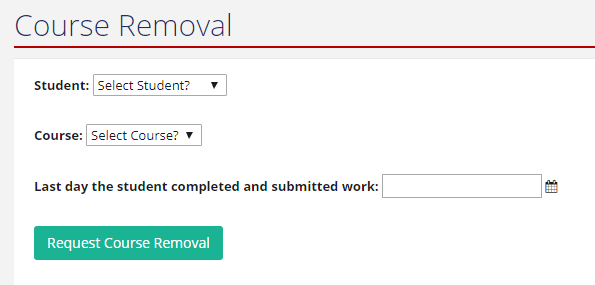 Course Removal
Student: Select Student?
Course: Select Course?
Last day the student completed and submitted work:
Request Course Removal